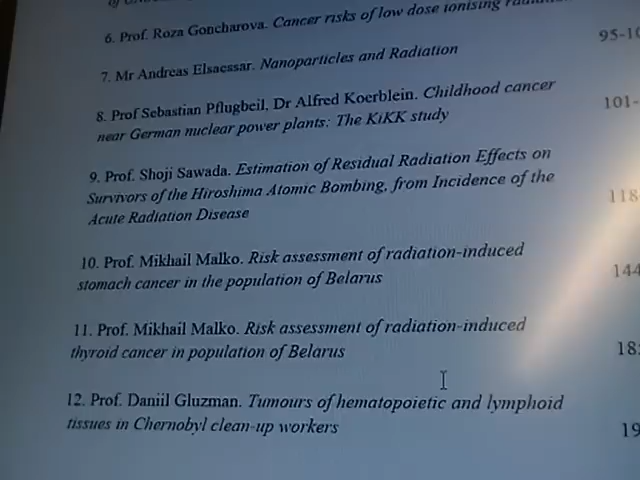 6. Prof. Roza Goncharova. Cancer risks of low dose ionising
7. Mr Andreas Elsaessar. Nanoparticles and Radiation 95-10
8. Prof Sebastian Pflugbeil, Dr Alfred Koerblein. Childhood cancer 101-
near German nuclear power plants: The KiKK study
9. Prof. Shoji Sawada. Estimation of Residual Radiation Effects on
Survivors of the Hiroshima Atomic Bombing, from Incidence of the 118
Acute Radiation Disease
10. Prof. Mikhail Malko. Risk assessment of radiation-induced 144
stomach cancer in the population of Belarus
11. Prof. Mikhail Malko. Risk assessment of radiation-induced
thyroid cancer in population of Belarus 18
12. Prof. Daniil Gluzman. Tumours of hematopoietic and lymphoid
tissues in Chernobyl clean-up workers 19